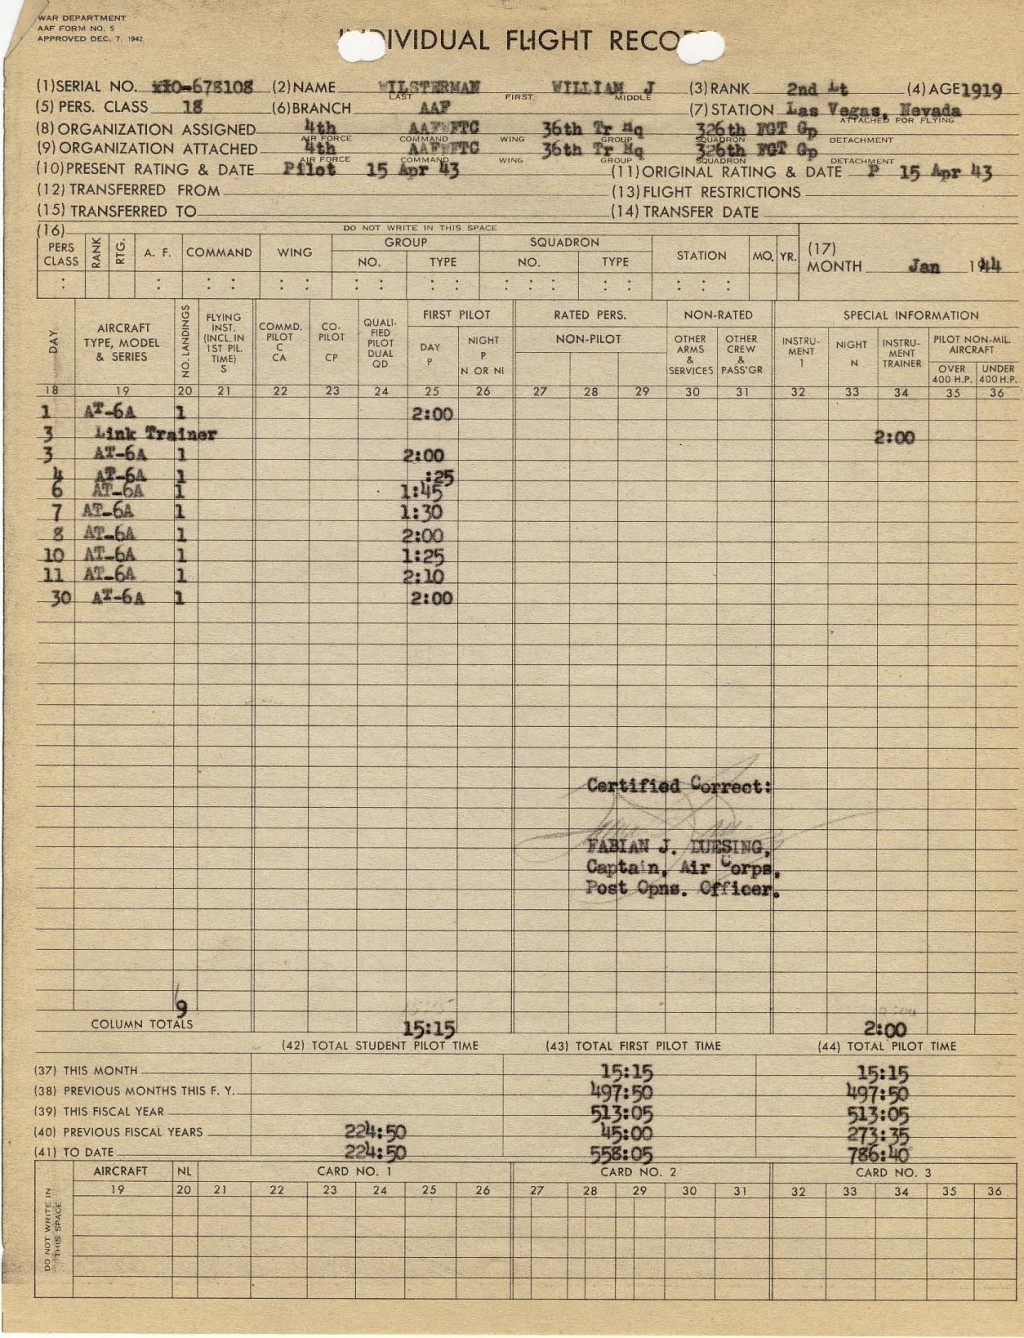 WAR DEPARTMENT
AAF FORM NO. 5
APPROVED DEC. 7, 1942
INDIVIDUAL FLIGHT RECORD
(1) SERIAL NO. O-678108 (2) NAME WILSTERMAN WILLIAM J (3) RANK 2nd Lt (4) AGE 1919
LAST FIRST MIDDLE
(5) PERS. CLASS 18 (6) BRANCH AAF (7) STATION Las Vegas, Nevada
ATTACHED FOR FLYING
(8) ORGANIZATION ASSIGNED 4th AAFWFTC 36th Tr Hq 326th FGT Gp
AIR FORCE COMMAND WING GROUP SQUADRON DETACHMENT
(9) ORGANIZATION ATTACHED 4th AAFWFTC 36th Tr Hq 326th FGT Gp
AIR FORCE COMMAND WING GROUP SQUADRON DETACHMENT
(10) PRESENT RATING & DATE Pilot 15 Apr 43 (11) ORIGINAL RATING & DATE P 15 Apr 43
(12) TRANSFERRED FROM (13) FLIGHT RESTRICTIONS
(15) TRANSFERRED TO (14) TRANSFER DATE
(16) DO NOT WRITE IN THIS SPACE
PERS CLASS RANK RTG. A. F. COMMAND WING GROUP NO. TYPE SQUADRON NO. TYPE STATION MO. YR. (17) MONTH Jan 1944
DAY AIRCRAFT TYPE, MODEL & SERIES NO. LANDINGS FLYING INST. (INCL. IN 1ST PIL. TIME) S COMMD. PILOT C CA CO-PILOT CP QUALI-FIED PILOT DUAL QD FIRST PILOT DAY P NIGHT P N OR NI RATED PERS. NON-PILOT NON-RATED OTHER ARMS & SERVICES OTHER CREW & PASS'GR SPECIAL INFORMATION INSTRU-MENT I NIGHT N INSTRU-MENT TRAINER PILOT NON-MIL. AIRCRAFT OVER 400 H.P. UNDER 400 H.P.
18 19 20 21 22 23 24 25 26 27 28 29 30 31 32 33 34 35 36
1 AT-6A 1 2:00
3 Link Trainer 2:00
3 AT-6A 1 2:00
4 AT-6A 1 :25
6 AT-6A 1 1:45
7 AT-6A 1 1:30
8 AT-6A 1 2:00
10 AT-6A 1 1:25
11 AT-6A 1 2:10
30 AT-6A 1 2:00
Certified Correct:
FABIAN J. LUESING,
Captain, Air Corps,
Post Opns. Officer.
9
COLUMN TOTALS 15:15 2:00
(42) TOTAL STUDENT PILOT TIME (43) TOTAL FIRST PILOT TIME (44) TOTAL PILOT TIME
(37) THIS MONTH 15:15 15:15
(38) PREVIOUS MONTHS THIS F. Y. 497:50 497:50
(39) THIS FISCAL YEAR 513:05 513:05
(40) PREVIOUS FISCAL YEARS 224:50 45:00 273:35
(41) TO DATE 224:50 558:05 786:40
AIRCRAFT NL CARD NO. 1 CARD NO. 2 CARD NO. 3
19 20 21 22 23 24 25 26 27 28 29 30 31 32 33 34 35 36
DO NOT WRITE IN THIS SPACE